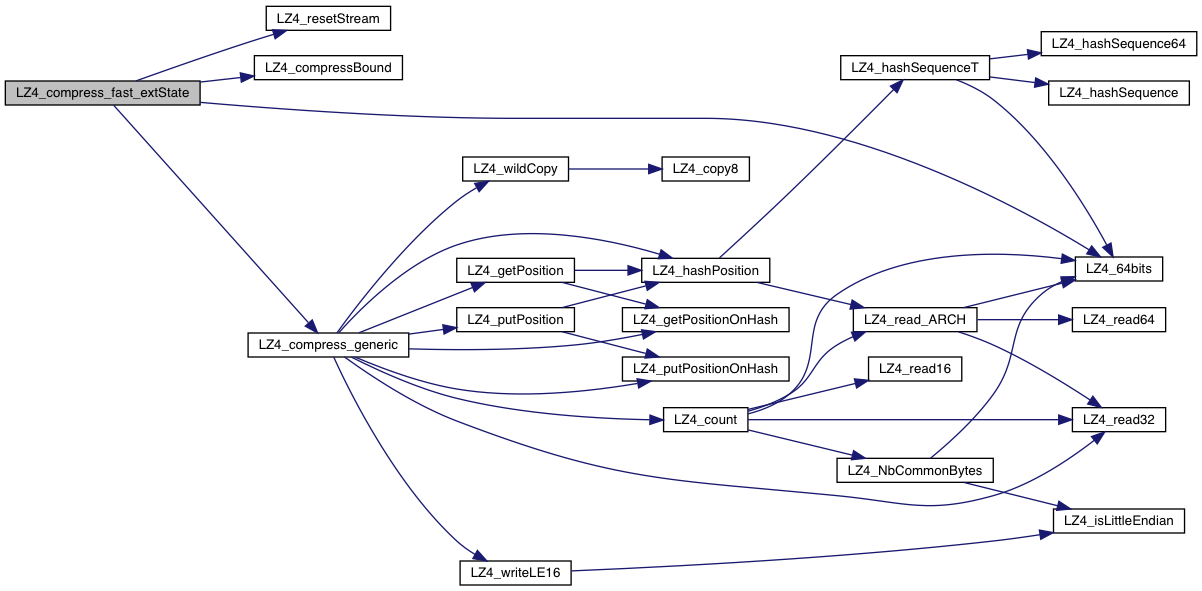 LZ4_resetStream
LZ4_hashSequence64
LZ4_compressBound
LZ4_hashSequenceT
LZ4_compress_fast_extState
LZ4_hashSequence
LZ4_wildCopy
LZ4_copy8
LZ4_getPosition
LZ4_hashPosition
LZ4_64bits
LZ4_putPosition
LZ4_getPositionOnHash
LZ4_read_ARCH
LZ4_read64
LZ4_compress_generic
LZ4_putPositionOnHash
LZ4_read16
LZ4_count
LZ4_read32
LZ4_NbCommonBytes
LZ4_isLittleEndian
LZ4_writeLE16